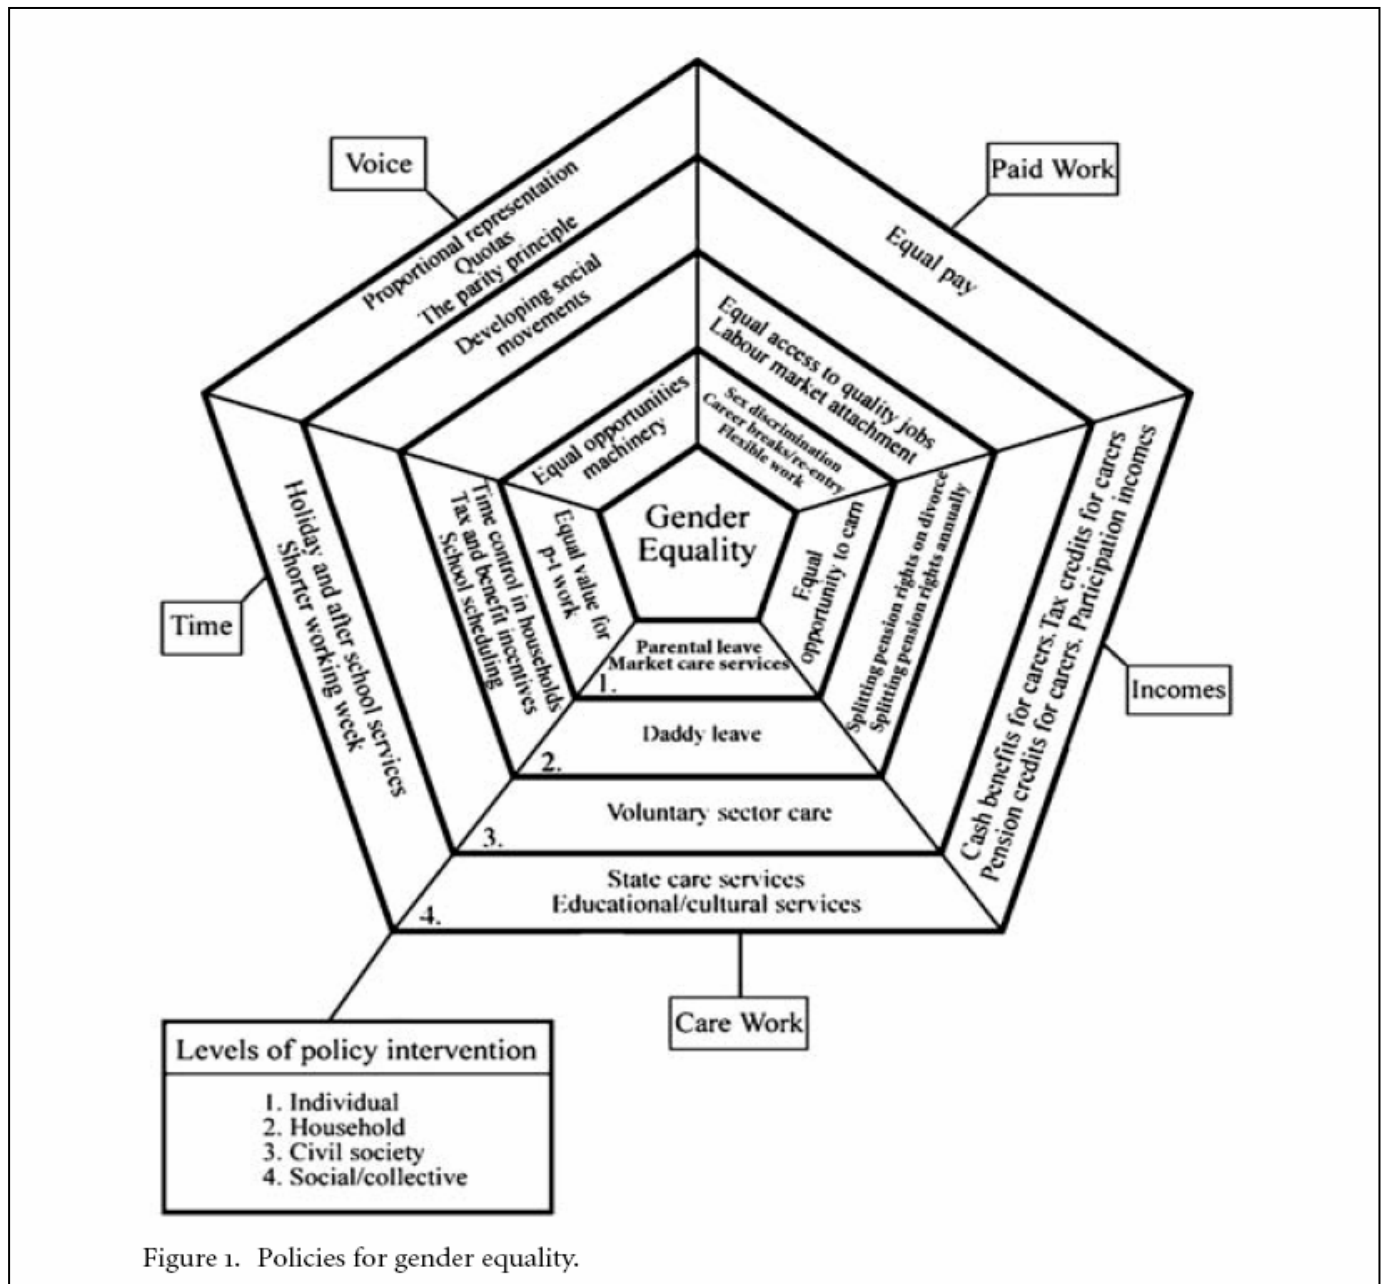 Voice
Paid Work
Proportional representation
Quotas
The parity principle
Equal pay
Developing social
movements
Equal access to quality jobs
Labour market attachment
Equal opportunities
machinery
Sex discrimination
Career breaks/re-entry
Flexible work
Gender
Equality
Holiday and after school services
Shorter working week
Time control in households
Tax and benefit incentives
School scheduling
Equal value for
p-t work
Equal
opportunity to earn
Splitting pension rights on divorce
Splitting pension rights annually
Cash benefits for carers. Tax credits for carers
Pension credits for carers. Participation incomes
Time
Incomes
Parental leave
Market care services
1.
Daddy leave
2.
Voluntary sector care
3.
State care services
Educational/cultural services
4.
Care Work
Levels of policy intervention
1. Individual
2. Household
3. Civil society
4. Social/collective
Figure 1. Policies for gender equality.